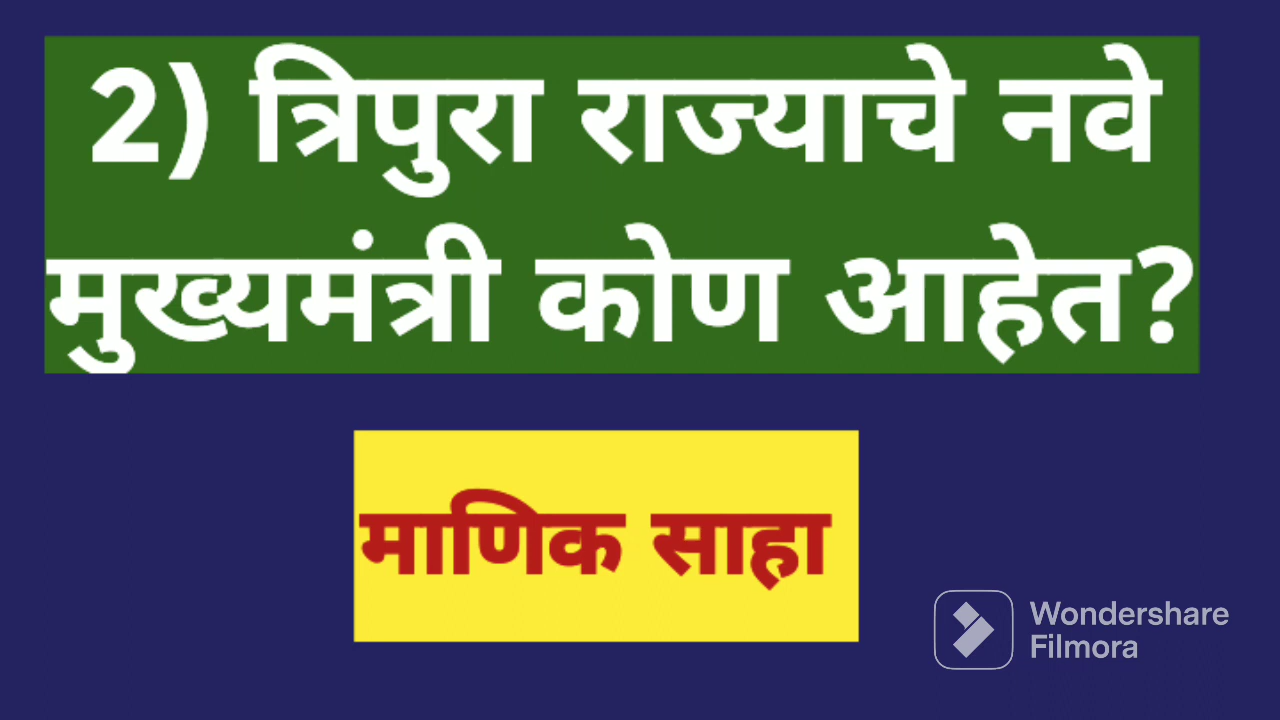 2) त्रिपुरा राज्याचे नवे
मुख्यमंत्री कोण आहेत?
माणिक साहा
Wondershare
Filmora